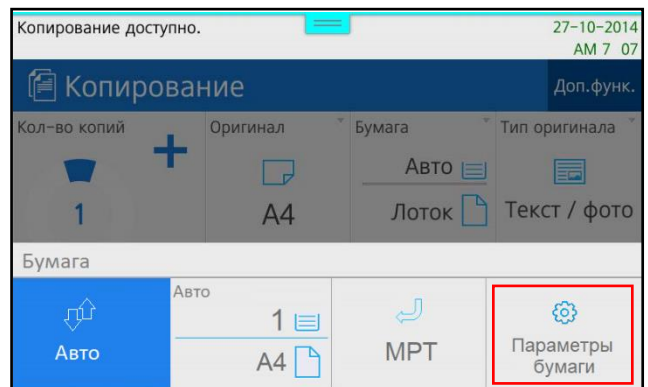 Копирование доступно.
27-10-2014
AM 7 07
Копирование
Доп.функ.
Кол-во копий
1
Оригинал
A4
Бумага
Авто
Лоток
Тип оригинала
Текст / фото
Бумага
Авто
Авто
1
A4
МРТ
Параметры
бумаги